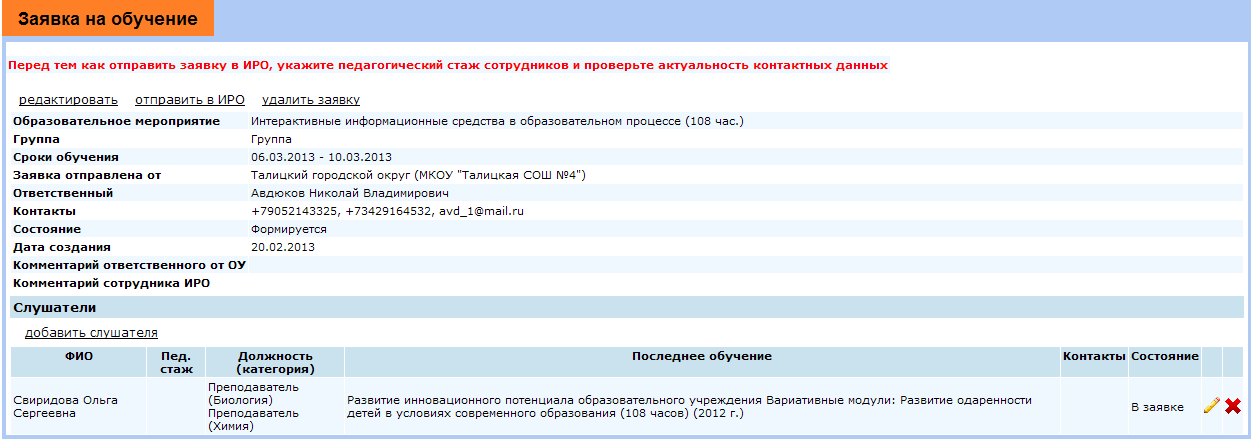 Заявка на обучение
Перед тем как отправить заявку в ИРО, укажите педагогический стаж сотрудников и проверьте актуальность контактных данных
редактировать отправить в ИРО удалить заявку
Образовательное мероприятие Интерактивные информационные средства в образовательном процессе (108 час.)
Группа Группа
Сроки обучения 06.03.2013 - 10.03.2013
Заявка отправлена от Талицкий городской округ (МКОУ "Талицкая СОШ №4")
Ответственный Авдюков Николай Владимирович
Контакты +79052143325, +73429164532, avd_1@mail.ru
Состояние Формируется
Дата создания 20.02.2013
Комментарий ответственного от ОУ
Комментарий сотрудника ИРО
Слушатели
добавить слушателя
ФИО Пед. стаж Должность (категория) Последнее обучение Контакты Состояние
Свиридова Ольга Сергеевна Преподаватель (Биология) Преподаватель (Химия) Развитие инновационного потенциала образовательного учреждения Вариативные модули: Развитие одаренности детей в условиях современного образования (108 часов) (2012 г.) В заявке